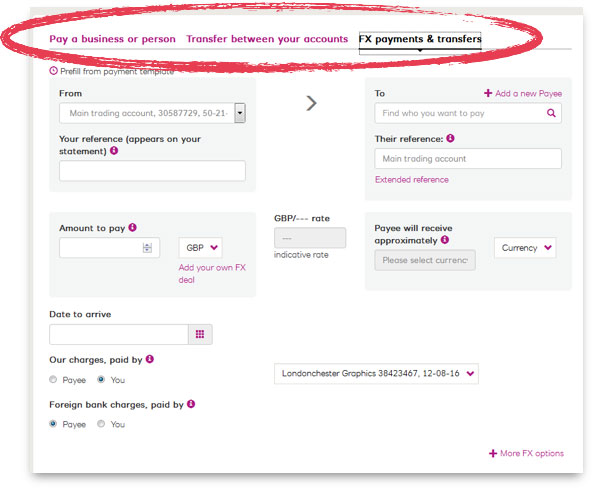 Pay a business or person Transfer between your accounts FX payments & transfers
Prefill from payment template
From
Main trading account, 30587729, 50-21-
Your reference (appears on your
statement)
To
Add a new Payee
Find who you want to pay
Their reference:
Main trading account
Extended reference
Amount to pay
GBP
Add your own FX
deal
GBP/--- rate
---
indicative rate
Payee will receive
approximately
Please select currenc
Currency
Date to arrive
Our charges, paid by
Payee You
Londonchester Graphics 38423467, 12-08-16
Foreign bank charges, paid by
Payee You
More FX options